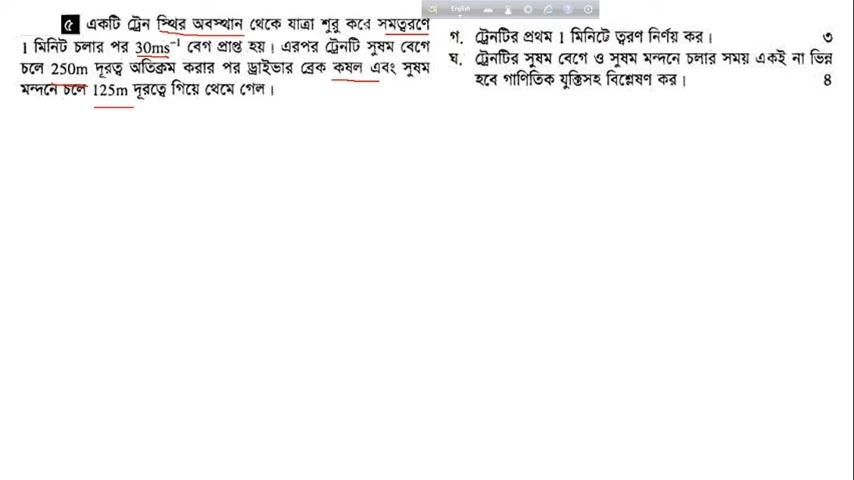 English
৫ একটি ট্রেন স্থির অবস্থান থেকে যাত্রা শুরু করে সমত্বরণে
1 মিনিট চলার পর 30ms⁻¹ বেগ প্রাপ্ত হয়। এরপর ট্রেনটি সুষম বেগে
চলে 250m দূরত্ব অতিক্রম করার পর ড্রাইভার ব্রেক কষল এবং সুষম
মন্দনে চলে 125m দূরত্বে গিয়ে থেমে গেল।
গ. ট্রেনটির প্রথম 1 মিনিটে ত্বরণ নির্ণয় কর। ৩
ঘ. ট্রেনটির সুষম বেগে ও সুষম মন্দনে চলার সময় একই না ভিন্ন
হবে গাণিতিক যুক্তিসহ বিশ্লেষণ কর। 8